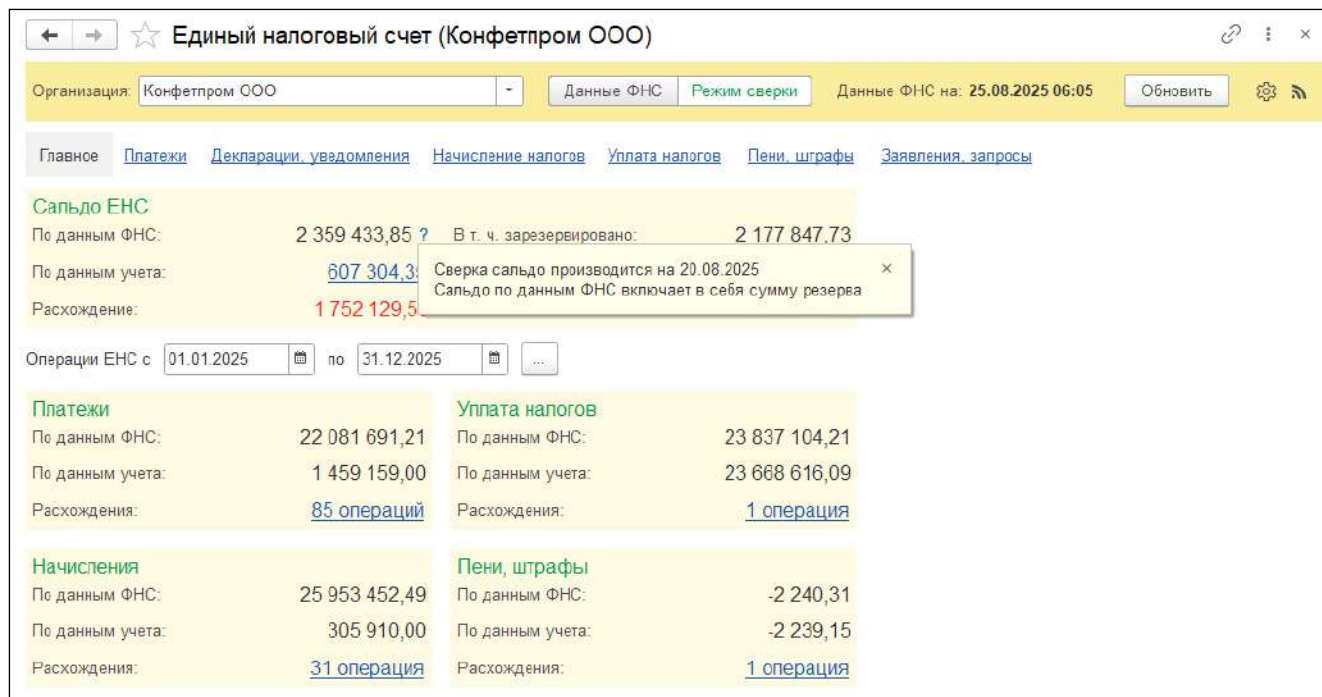 Единый налоговый счет (Конфетпром ООО)
Организация: Конфетпром ООО Данные ФНС Режим сверки Данные ФНС на: 25.08.2025 06:05 Обновить
Главное Платежи Декларации, уведомления Начисление налогов Уплата налогов Пени, штрафы Заявления, запросы
Сальдо ЕНС
По данным ФНС: 2 359 433,85 ? В т. ч. зарезервировано: 2 177 847,73
По данным учета: 607 304,3
Расхождение: 1 752 129,5
Сверка сальдо производится на 20.08.2025
Сальдо по данным ФНС включает в себя сумму резерва
Операции ЕНС с 01.01.2025 по 31.12.2025 ...
Платежи
По данным ФНС: 22 081 691,21
По данным учета: 1 459 159,00
Расхождения: 85 операций
Уплата налогов
По данным ФНС: 23 837 104,21
По данным учета: 23 668 616,09
Расхождения: 1 операция
Начисления
По данным ФНС: 25 953 452,49
По данным учета: 305 910,00
Расхождения: 31 операция
Пени, штрафы
По данным ФНС: -2 240,31
По данным учета: -2 239,15
Расхождения: 1 операция